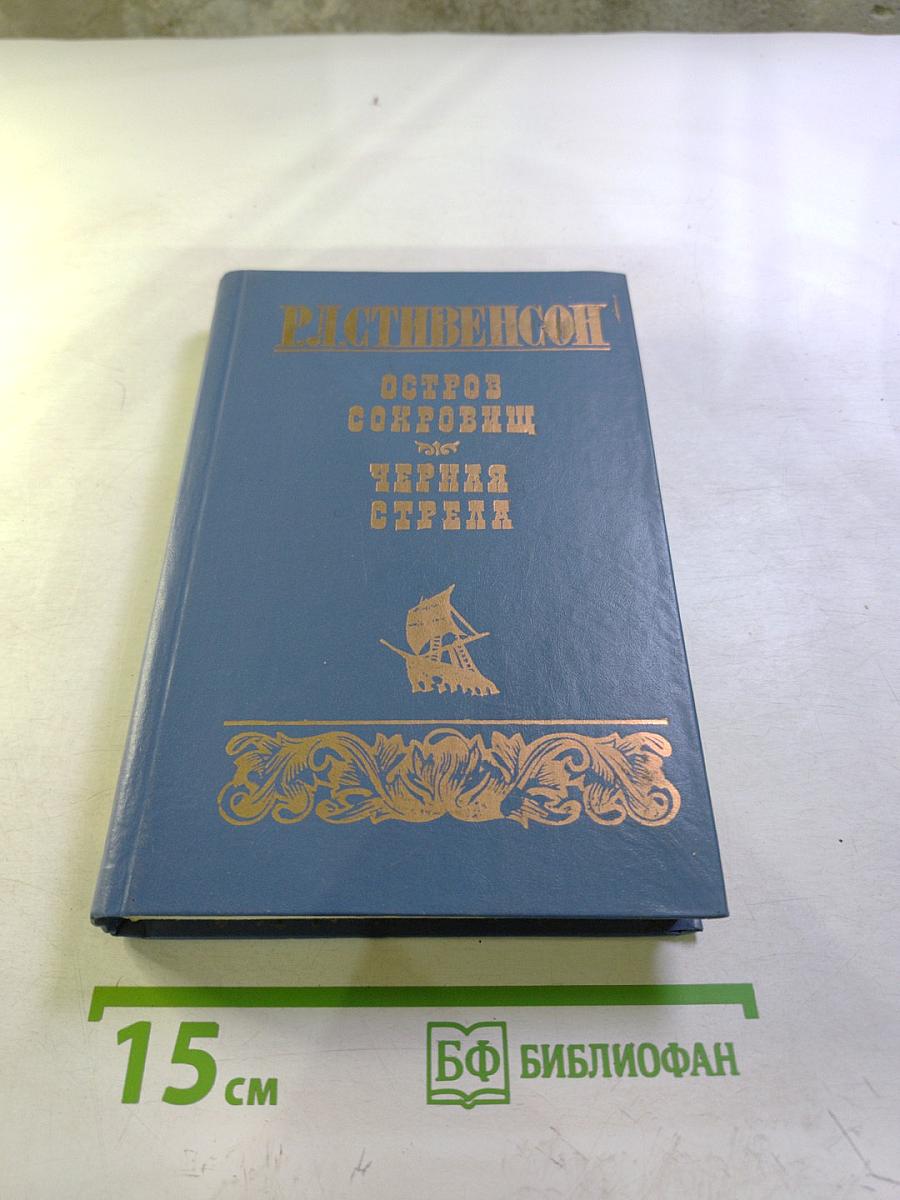 Р.Л.СТИВЕНСОН
ОСТРОВ
СОКРОВИЩ
ЧЕРНАЯ
СТРЕЛА
15 см
БФ БИБЛИОФАН